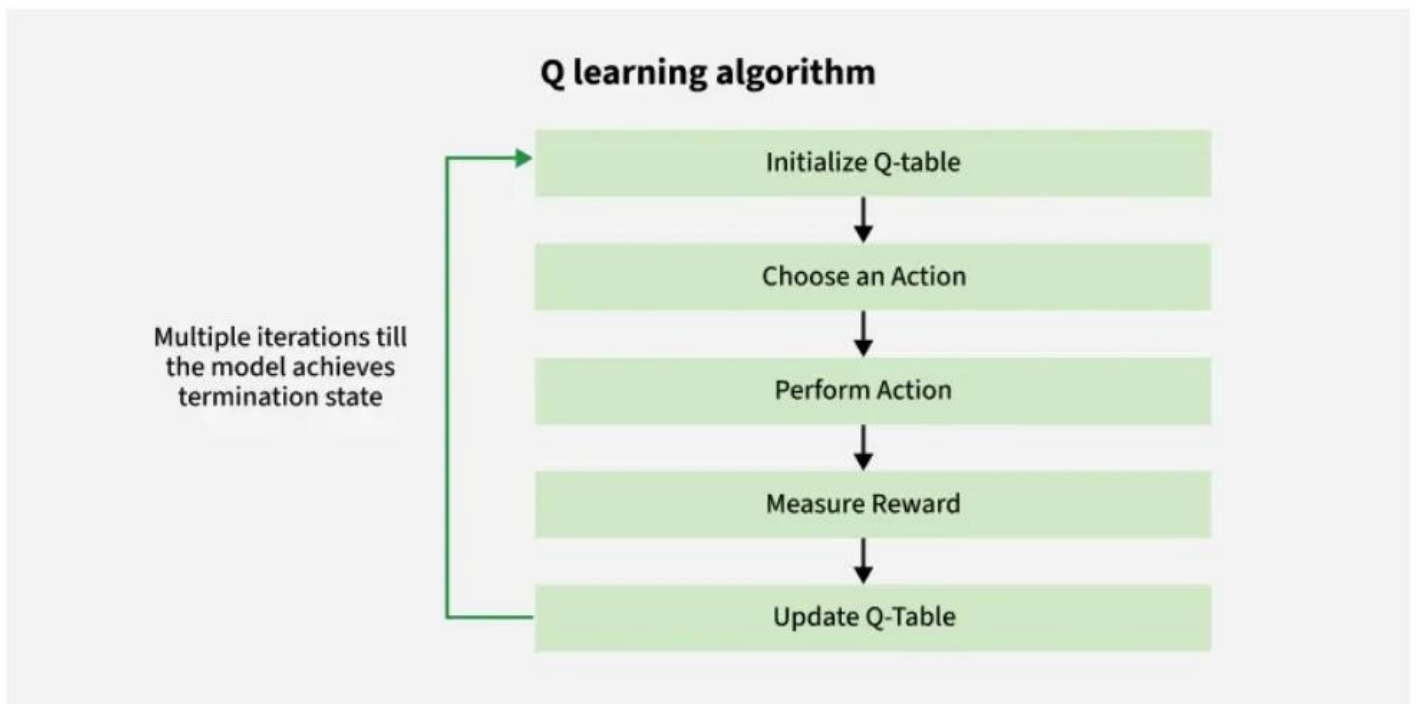 Q learning algorithm
Initialize Q-table
Choose an Action
Multiple iterations till
the model achieves
termination state
Perform Action
Measure Reward
Update Q-Table